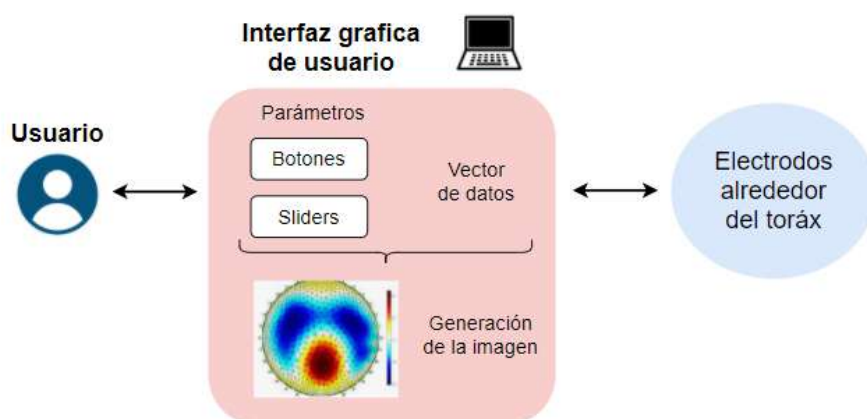 Interfaz grafica
de usuario
Usuario
Parámetros
Botones
Sliders
Vector
de datos
Generación
de la imagen
Electrodos
alrededor
del toráx